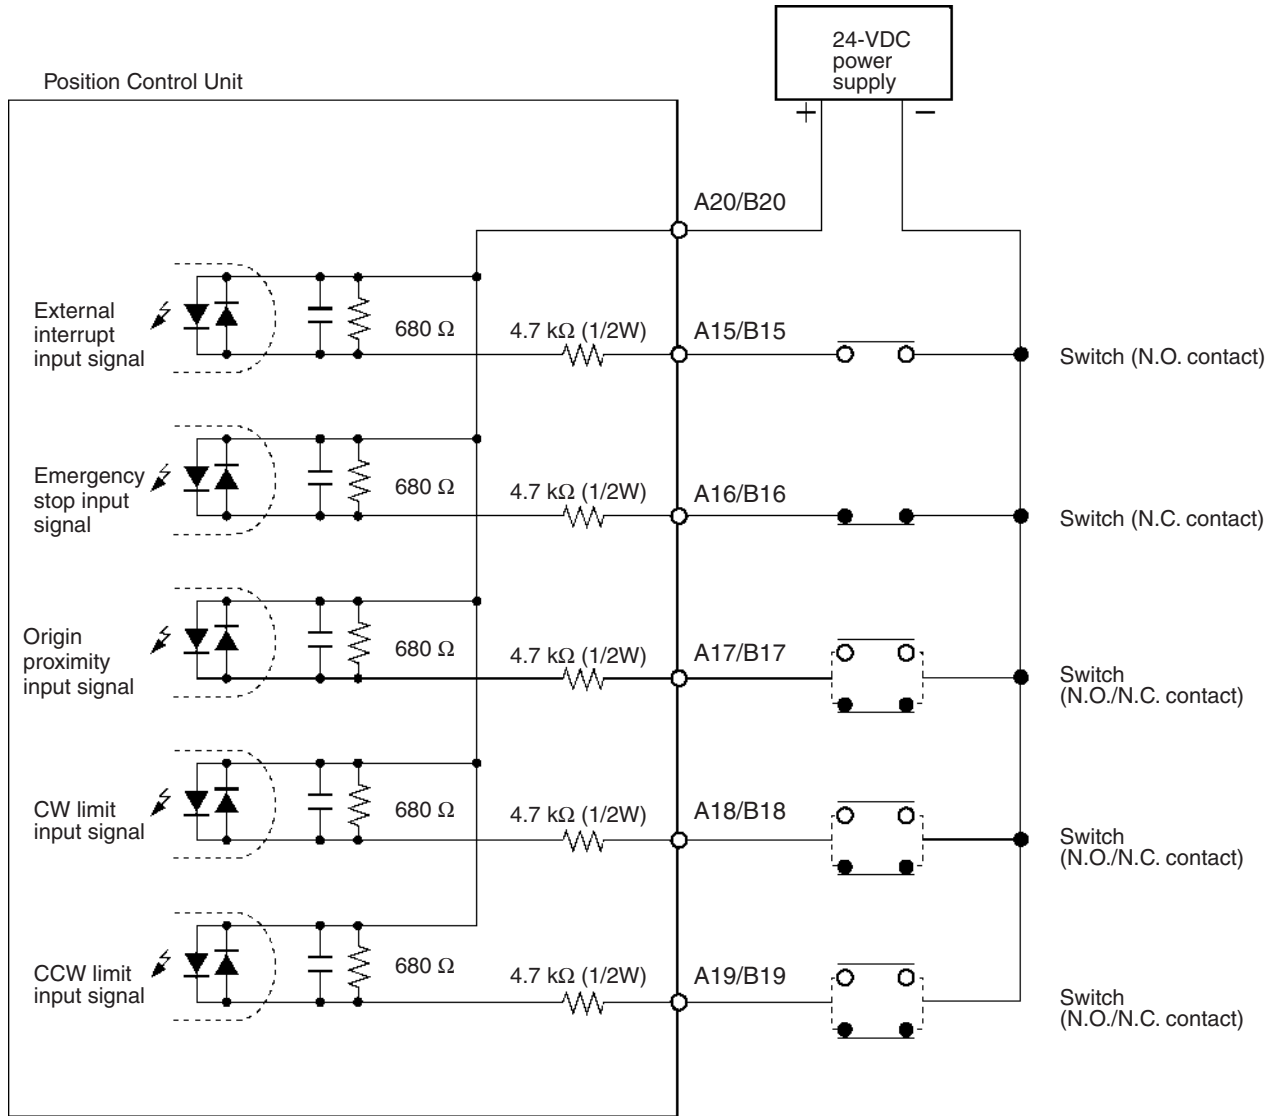 24-VDC
power
supply
Position Control Unit
+ −
A20/B20
External
interrupt
input signal
680 Ω
4.7 kΩ (1/2W)
A15/B15
Switch (N.O. contact)
Emergency
stop input
signal
680 Ω
4.7 kΩ (1/2W)
A16/B16
Switch (N.C. contact)
Origin
proximity
input signal
680 Ω
4.7 kΩ (1/2W)
A17/B17
Switch
(N.O./N.C. contact)
CW limit
input signal
680 Ω
4.7 kΩ (1/2W)
A18/B18
Switch
(N.O./N.C. contact)
CCW limit
input signal
680 Ω
4.7 kΩ (1/2W)
A19/B19
Switch
(N.O./N.C. contact)